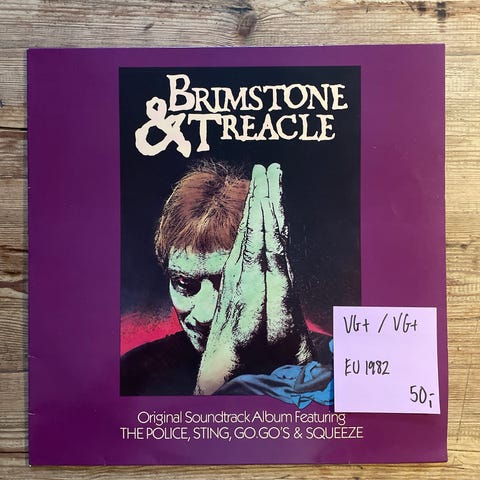 BRIMSTONE
& TREACLE
VG+ / VG+
EU 1982
50,-
Original Soundtrack Album Featuring
THE POLICE, STING, GO.GO'S & SQUEEZE